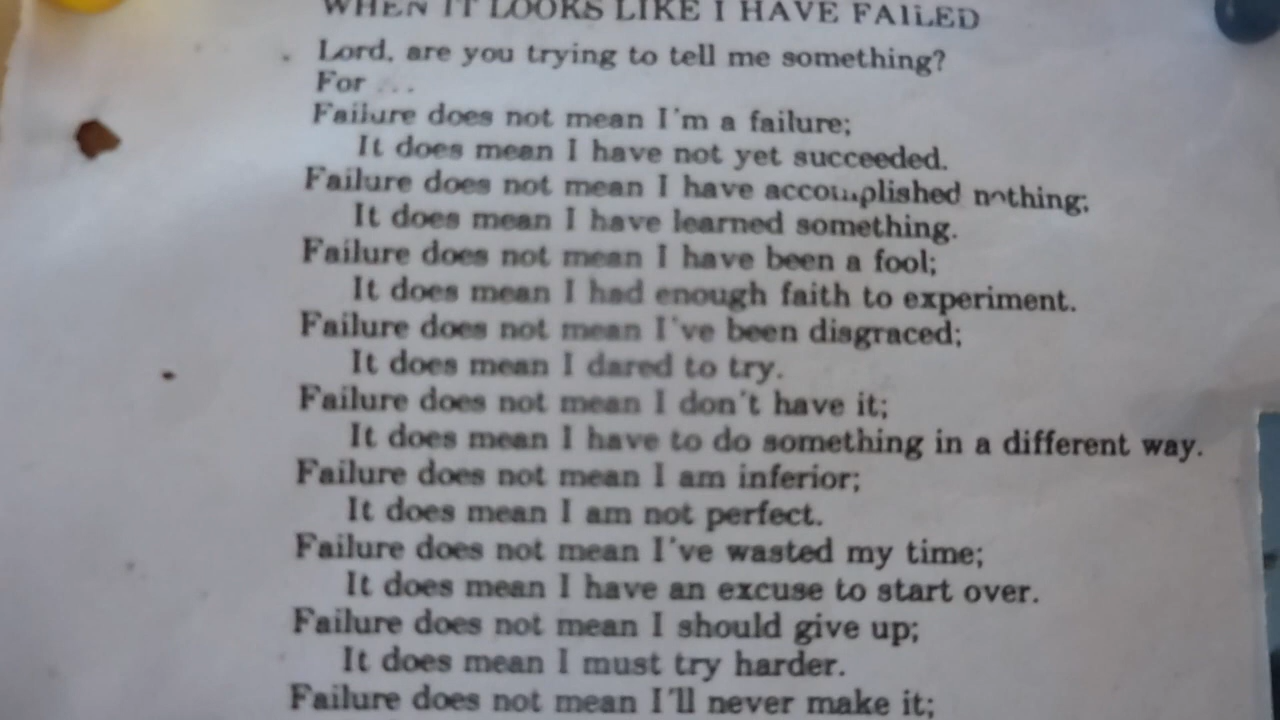 WHEN IT LOOKS LIKE I HAVE FAILED
Lord, are you trying to tell me something?
For ...
Failure does not mean I'm a failure;
It does mean I have not yet succeeded.
Failure does not mean I have accomplished nothing;
It does mean I have learned something.
Failure does not mean I have been a fool;
It does mean I had enough faith to experiment.
Failure does not mean I've been disgraced;
It does mean I dared to try.
Failure does not mean I don't have it;
It does mean I have to do something in a different way.
Failure does not mean I am inferior;
It does mean I am not perfect.
Failure does not mean I've wasted my time;
It does mean I have an excuse to start over.
Failure does not mean I should give up;
It does mean I must try harder.
Failure does not mean I'll never make it;